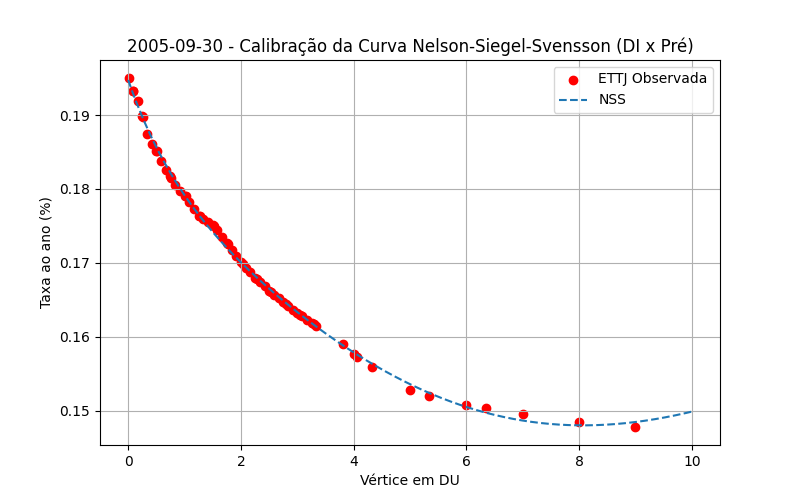 2005-09-30 - Calibração da Curva Nelson-Siegel-Svensson (DI x Pré)
ETTJ Observada
NSS
Taxa ao ano (%)
0.19
0.18
0.17
0.16
0.15
0 2 4 6 8 10
Vértice em DU